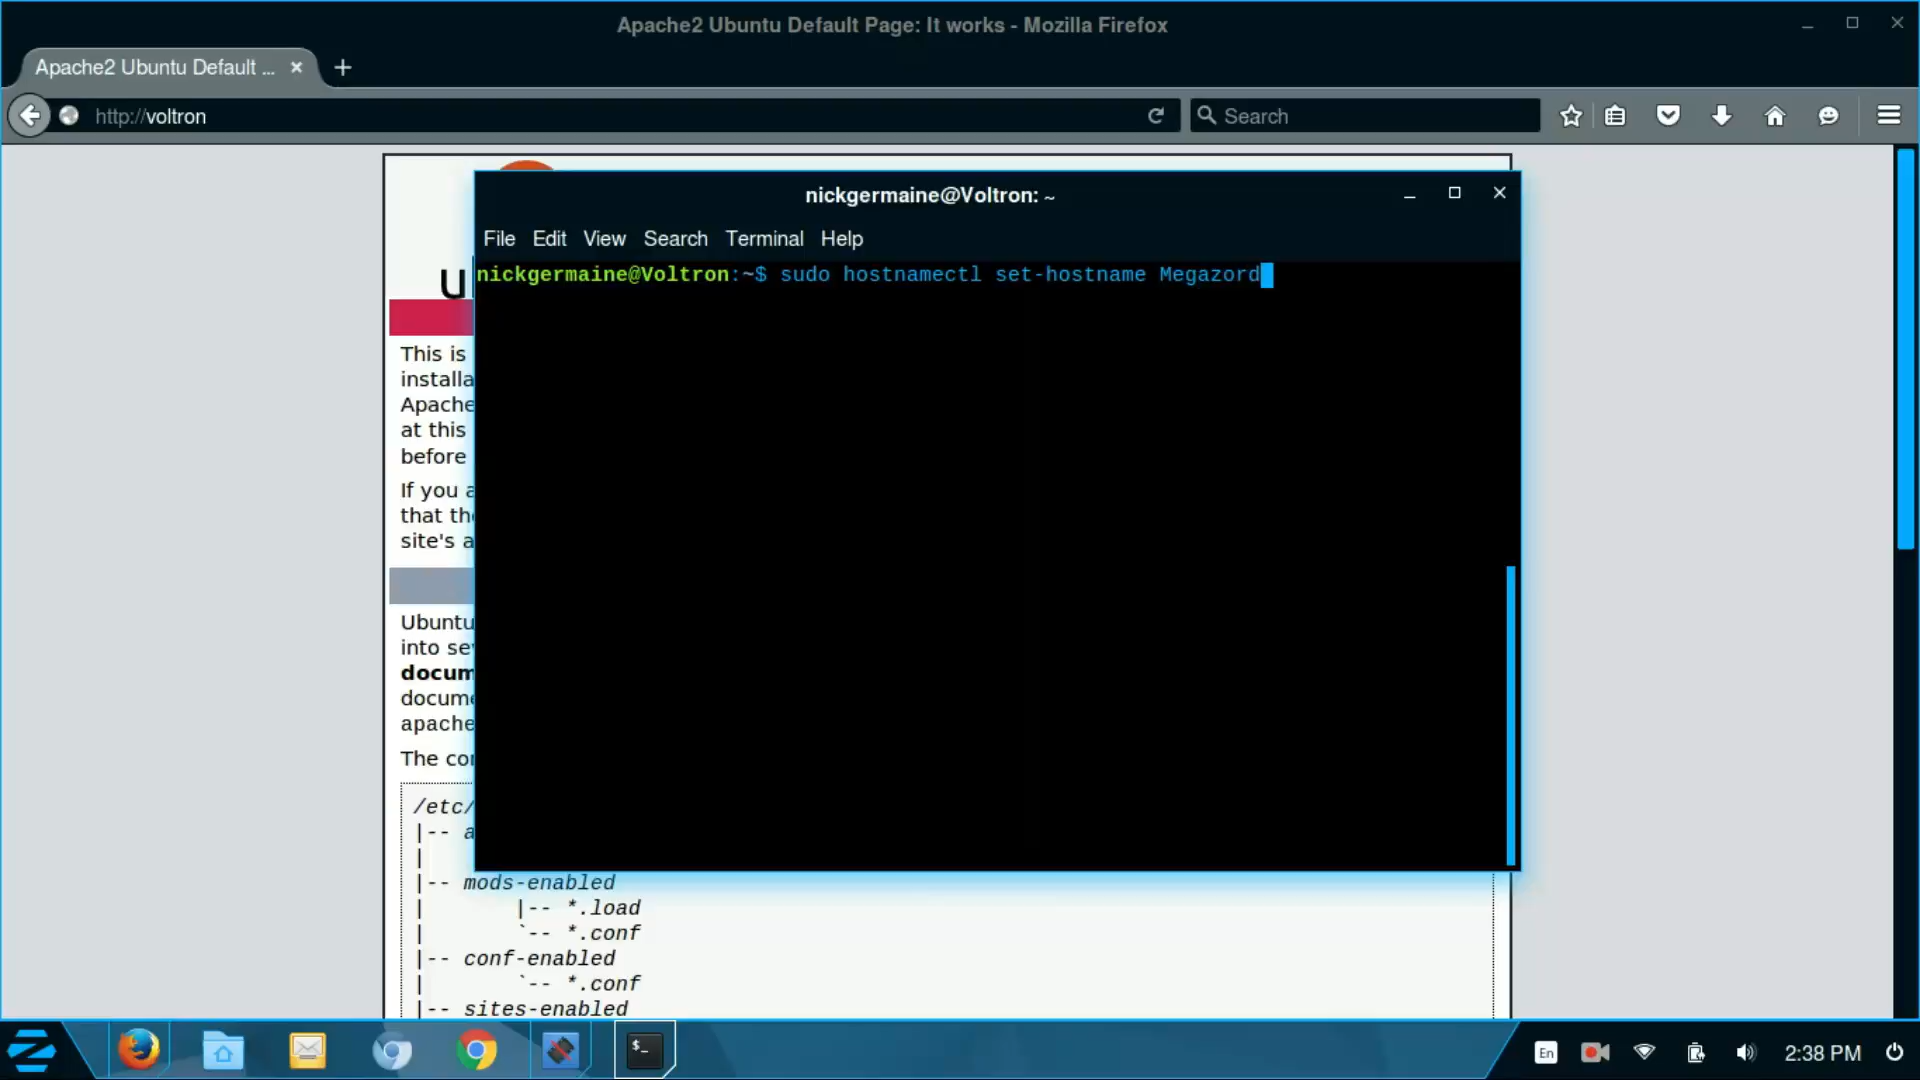 Apache2 Ubuntu Default Page: It works - Mozilla Firefox
Apache2 Ubuntu Default ...
http://voltron
Search
nickgermaine@Voltron: ~
File Edit View Search Terminal Help
nickgermaine@Voltron:~$ sudo hostnamectl set-hostname Megazord
u
This is
installa
Apache
at this
before
If you a
that the
site's a
Ubuntu
into se
docum
docume
apache
The cor
/etc/
|-- a
|
|-- mods-enabled
|       |-- *.load
|       `-- *.conf
|-- conf-enabled
|       `-- *.conf
|-- sites-enabled
$_
En
2:38 PM